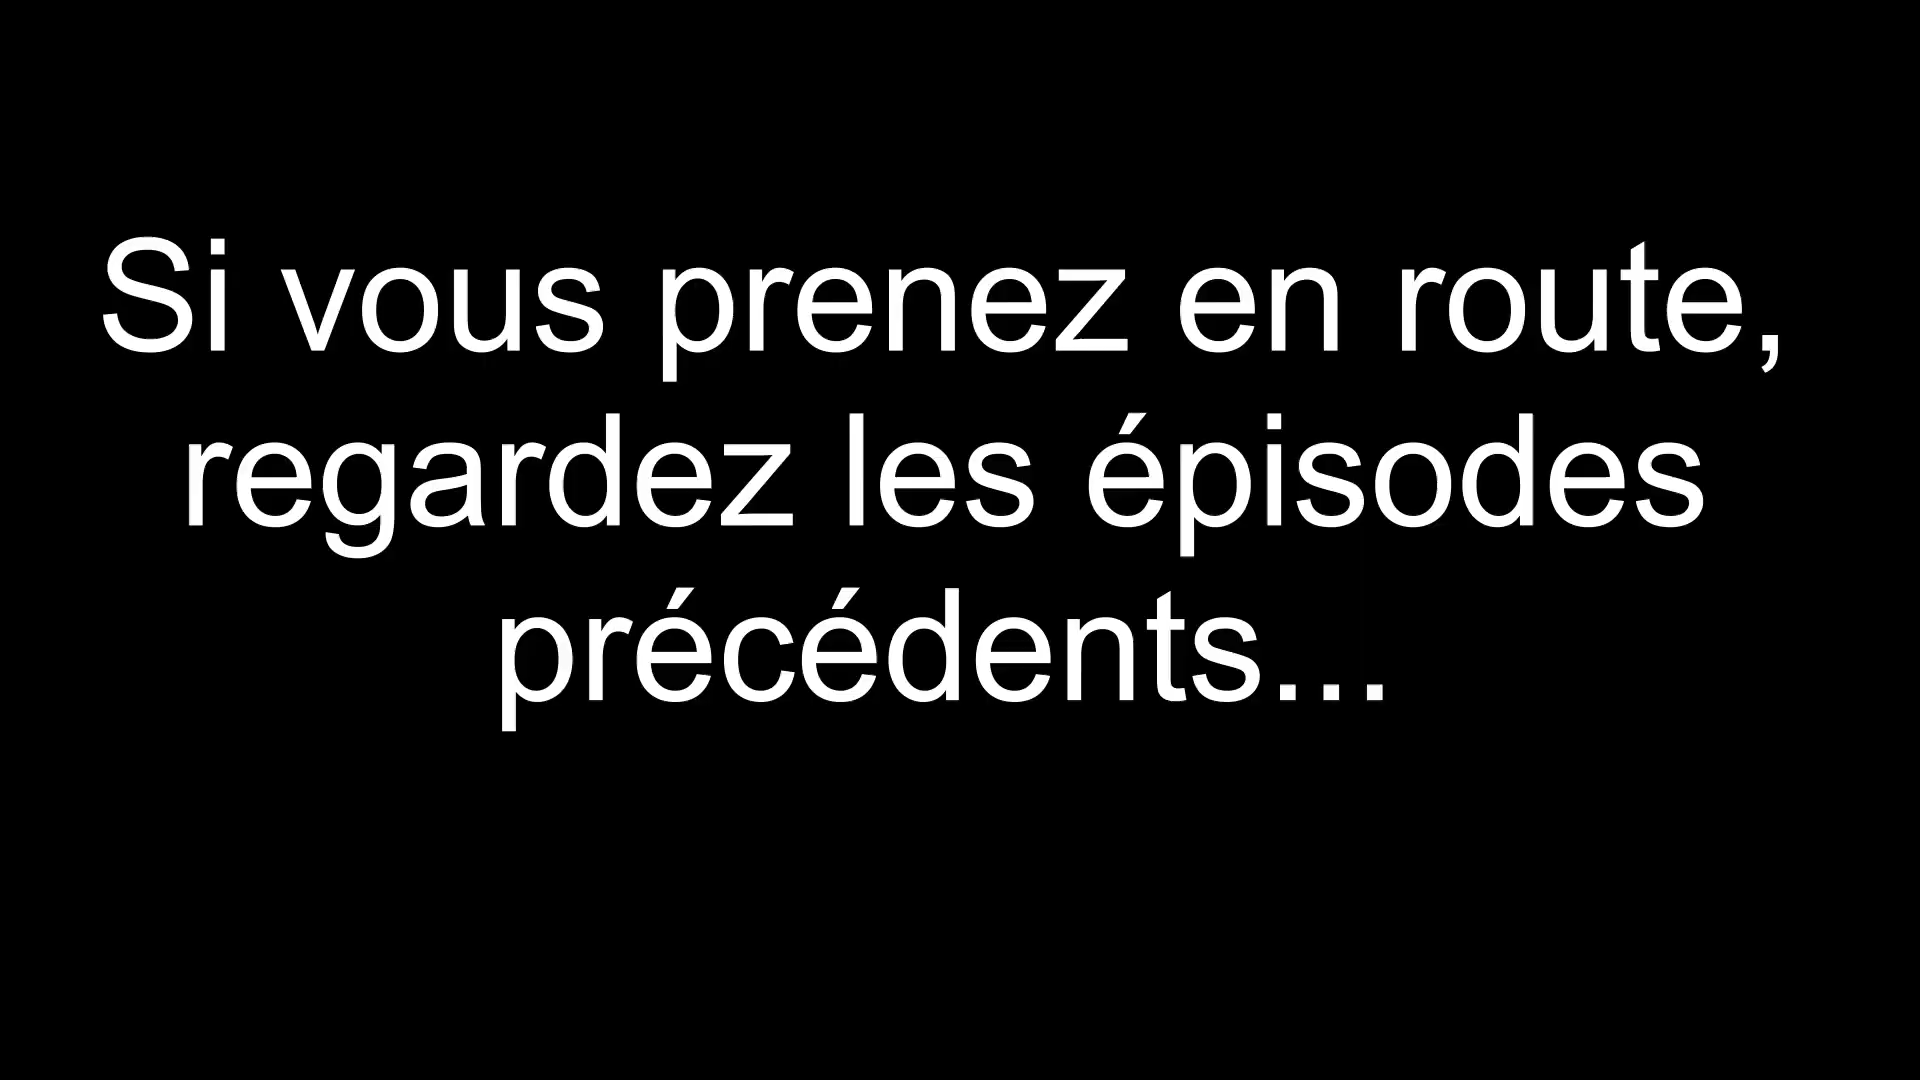 Si vous prenez en route,
regardez les épisodes
précédents...